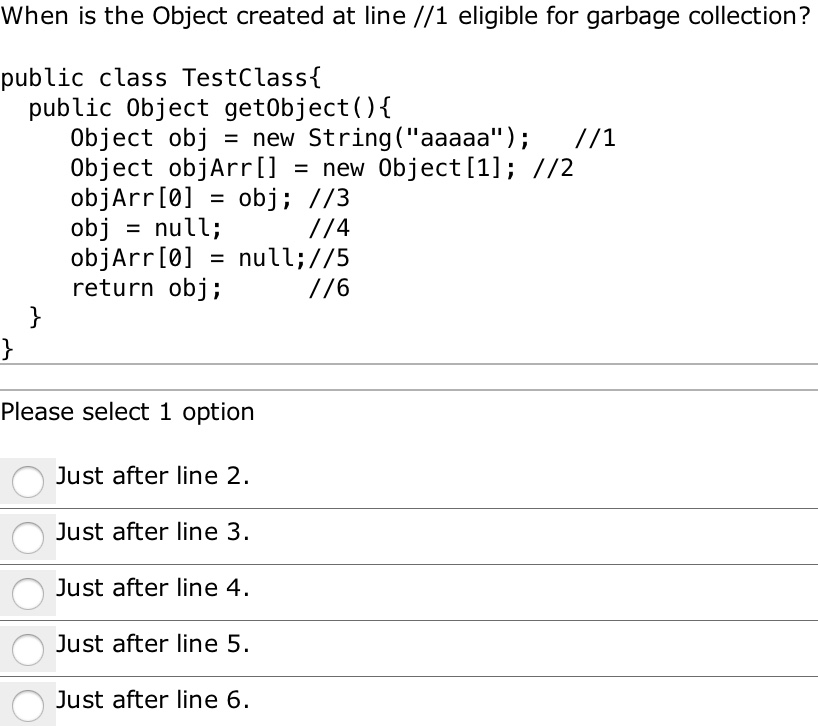 When is the Object created at line //1 eligible for garbage collection?
public class TestClass{
  public Object getObject(){
     Object obj = new String("aaaaa");   //1
     Object objArr[] = new Object[1]; //2
     objArr[0] = obj; //3
     obj = null;      //4
     objArr[0] = null;//5
     return obj;      //6
  }
}
Please select 1 option
Just after line 2.
Just after line 3.
Just after line 4.
Just after line 5.
Just after line 6.